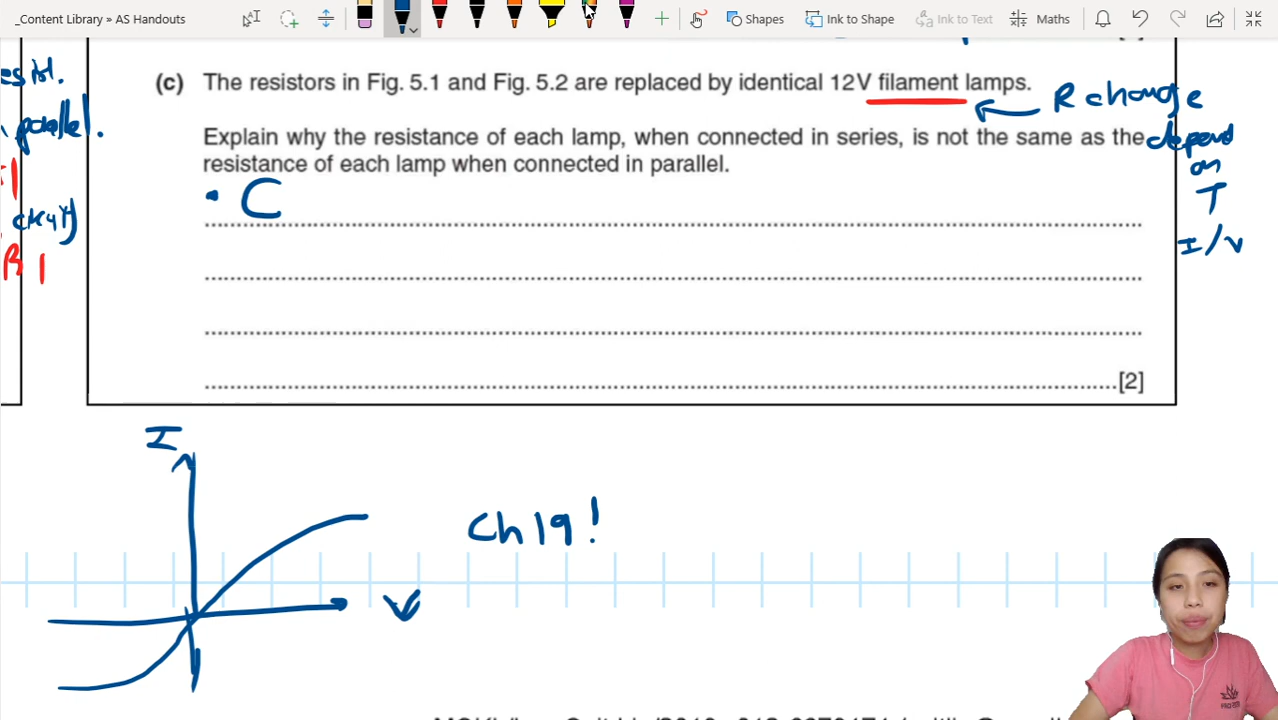 _Content Library » AS Handouts
Shapes
Ink to Shape
Ink to Text
Maths
(c) The resistors in Fig. 5.1 and Fig. 5.2 are replaced by identical 12V filament lamps.
R change
depend
on
T
I/V
Explain why the resistance of each lamp, when connected in series, is not the same as the
resistance of each lamp when connected in parallel.
parallel.
• C
[2]
I
V
Ch 19!